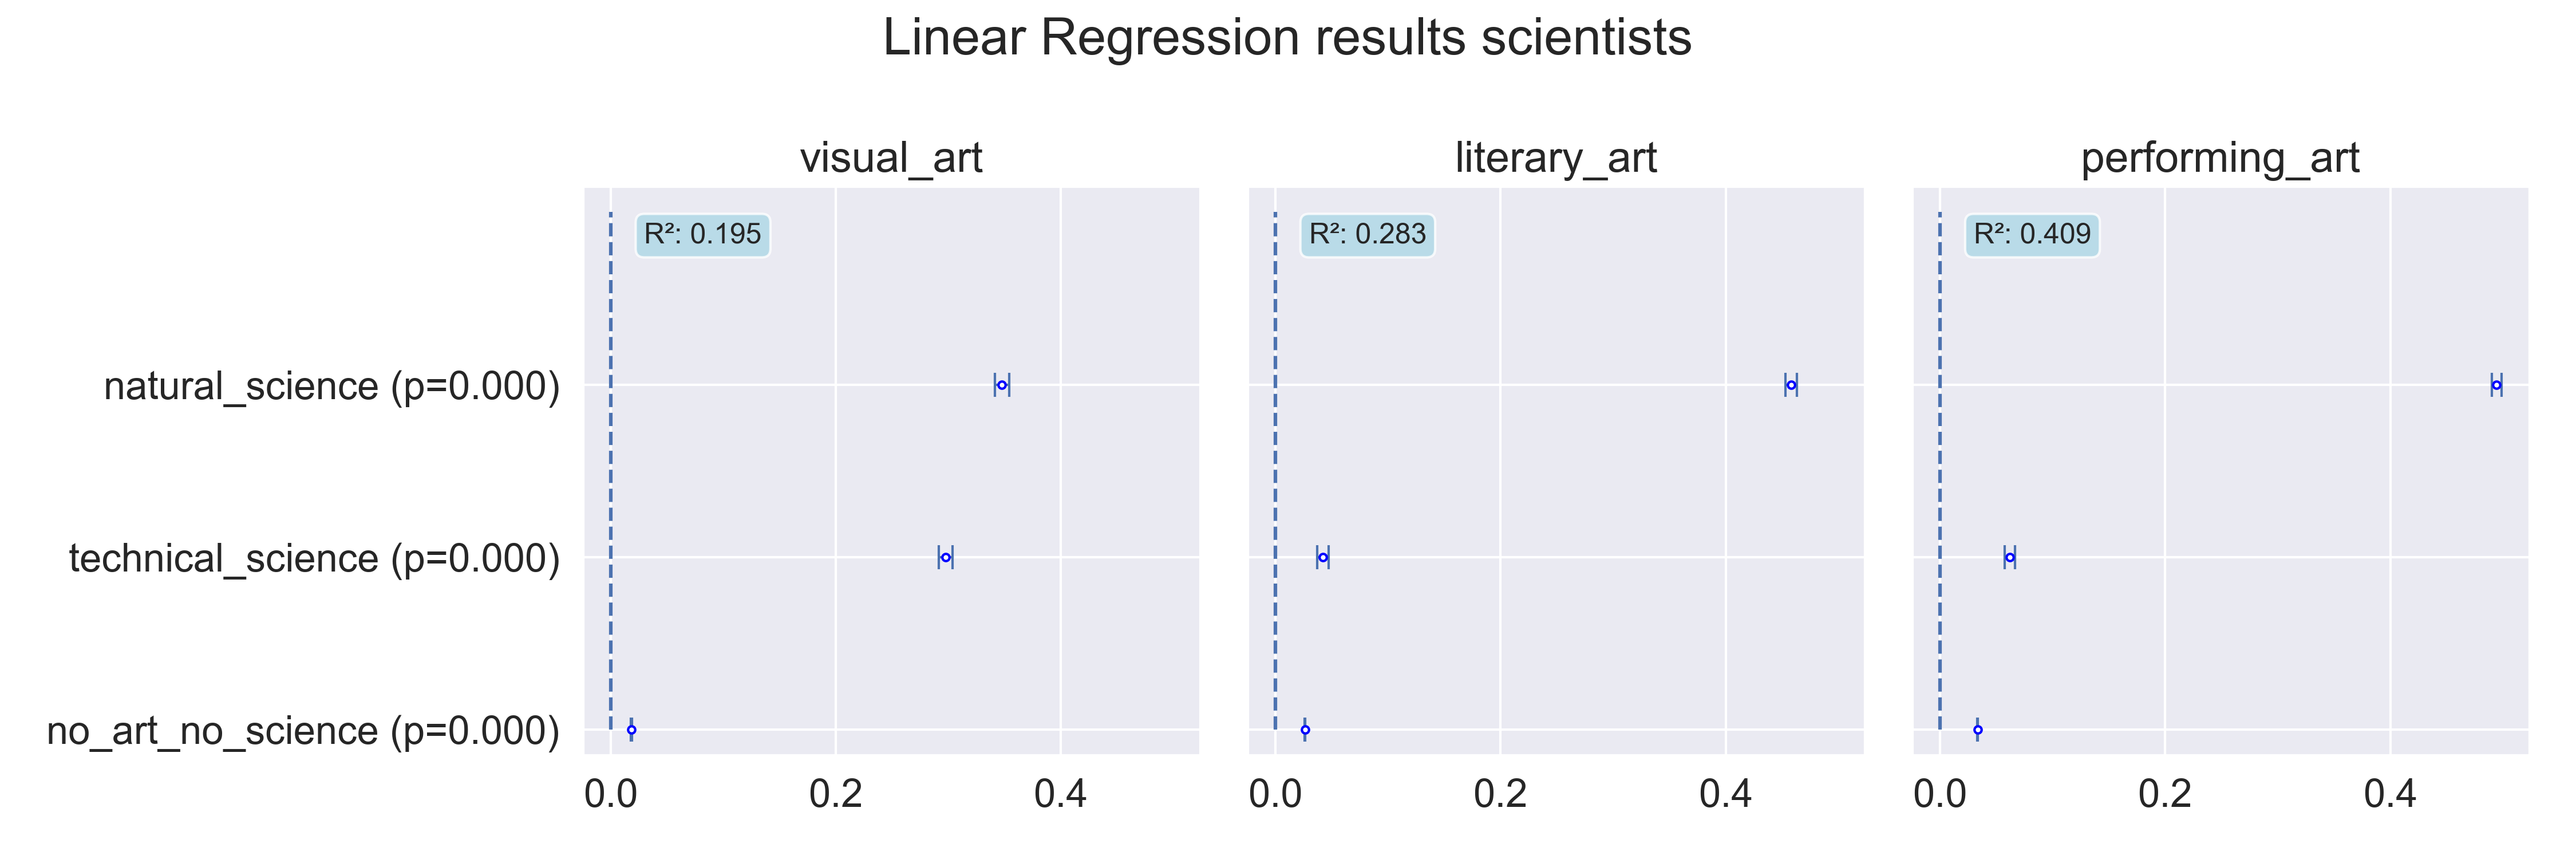 Linear Regression results scientists
visual_art
literary_art
performing_art
R²: 0.195
R²: 0.283
R²: 0.409
natural_science (p=0.000)
technical_science (p=0.000)
no_art_no_science (p=0.000)
0.0 0.2 0.4
0.0 0.2 0.4
0.0 0.2 0.4